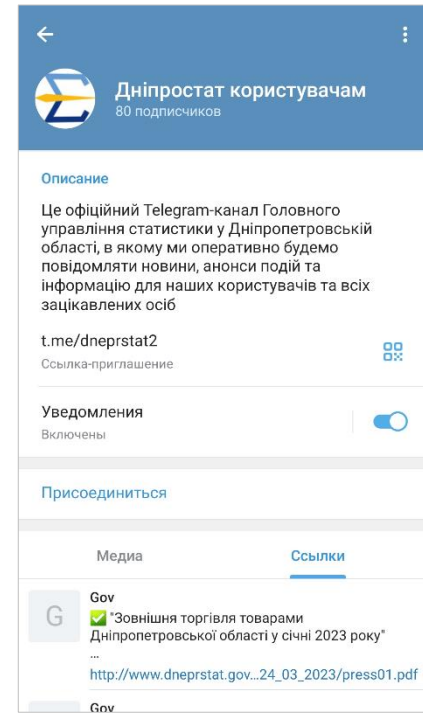 Дніпростат користувачам
80 подписчиков
Описание
Це офіційний Telegram-канал Головного
управління статистики у Дніпропетровській
області, в якому ми оперативно будемо
повідомляти новини, анонси подій та
інформацію для наших користувачів та всіх
зацікавлених осіб
t.me/dneprstat2
Ссылка-приглашение
Уведомления
Включены
Присоединиться
Медиа Ссылки
G
Gov
✅ "Зовнішня торгівля товарами
Дніпропетровської області у січні 2023 року"
...
http://www.dneprstat.gov...24_03_2023/press01.pdf
Gov